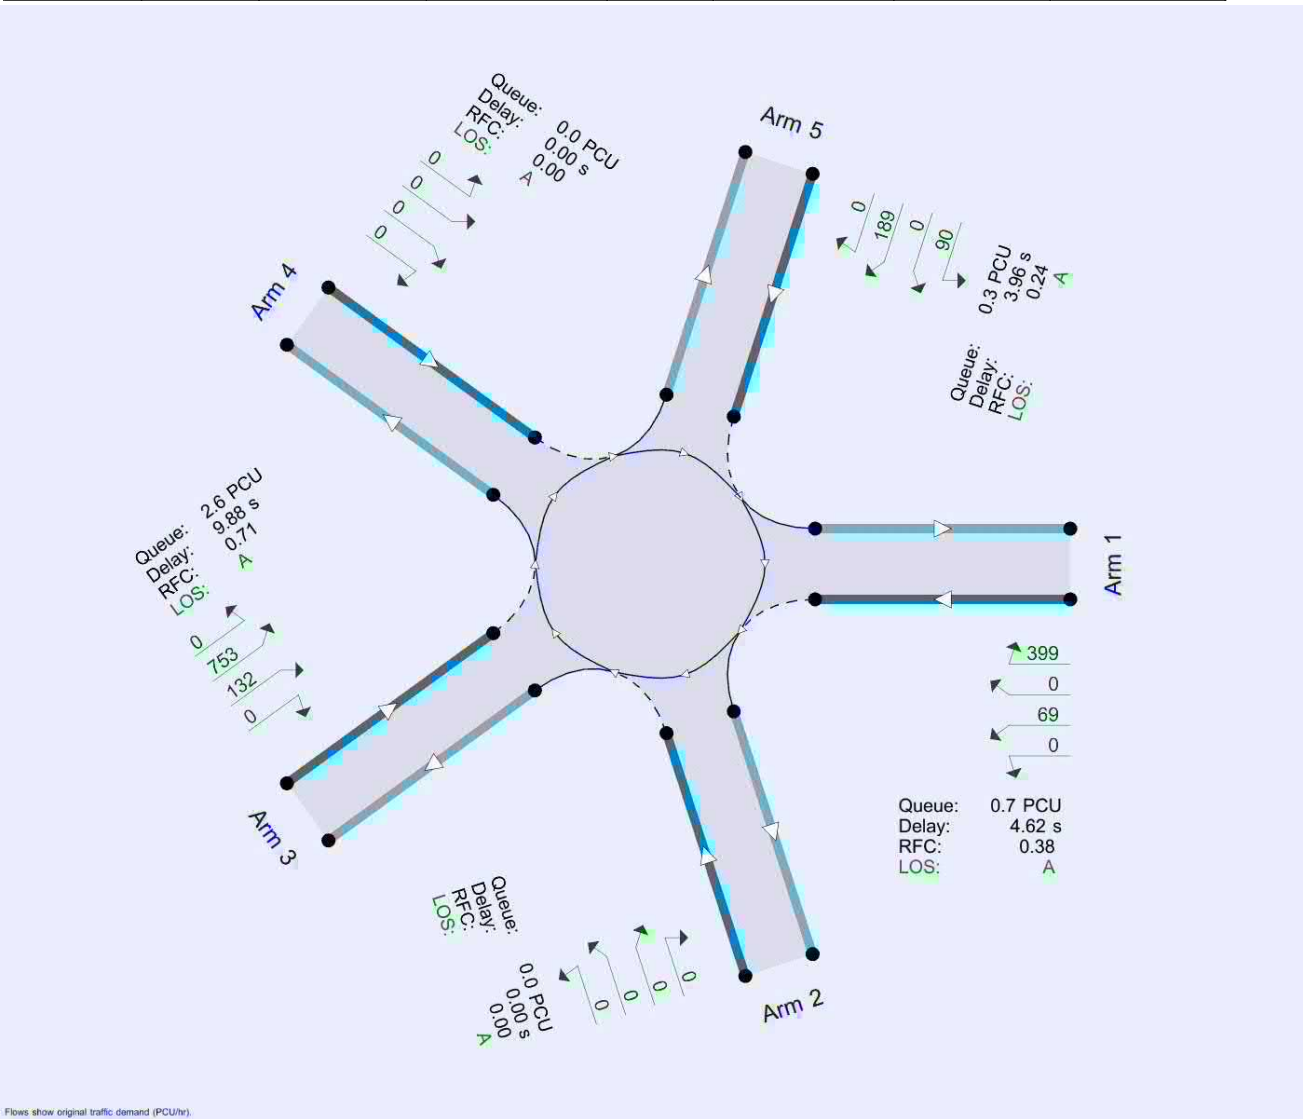 Queue: 0.0 PCU
Delay: 0.00 s
RFC: 0.00
LOS: A
0
0
0
0
Arm 4
Arm 5
0
189
0
90
Queue: 0.3 PCU
Delay: 3.96 s
RFC: 0.24
LOS: A
Queue: 2.6 PCU
Delay: 9.88 s
RFC: 0.71
LOS: A
0
753
132
0
Arm 3
Arm 1
399
0
69
0
Queue: 0.7 PCU
Delay: 4.62 s
RFC: 0.38
LOS: A
Queue: 0.0 PCU
Delay: 0.00 s
RFC: 0.00
LOS: A
0
0
0
0
Arm 2
Flows show original traffic demand (PCU/hr).